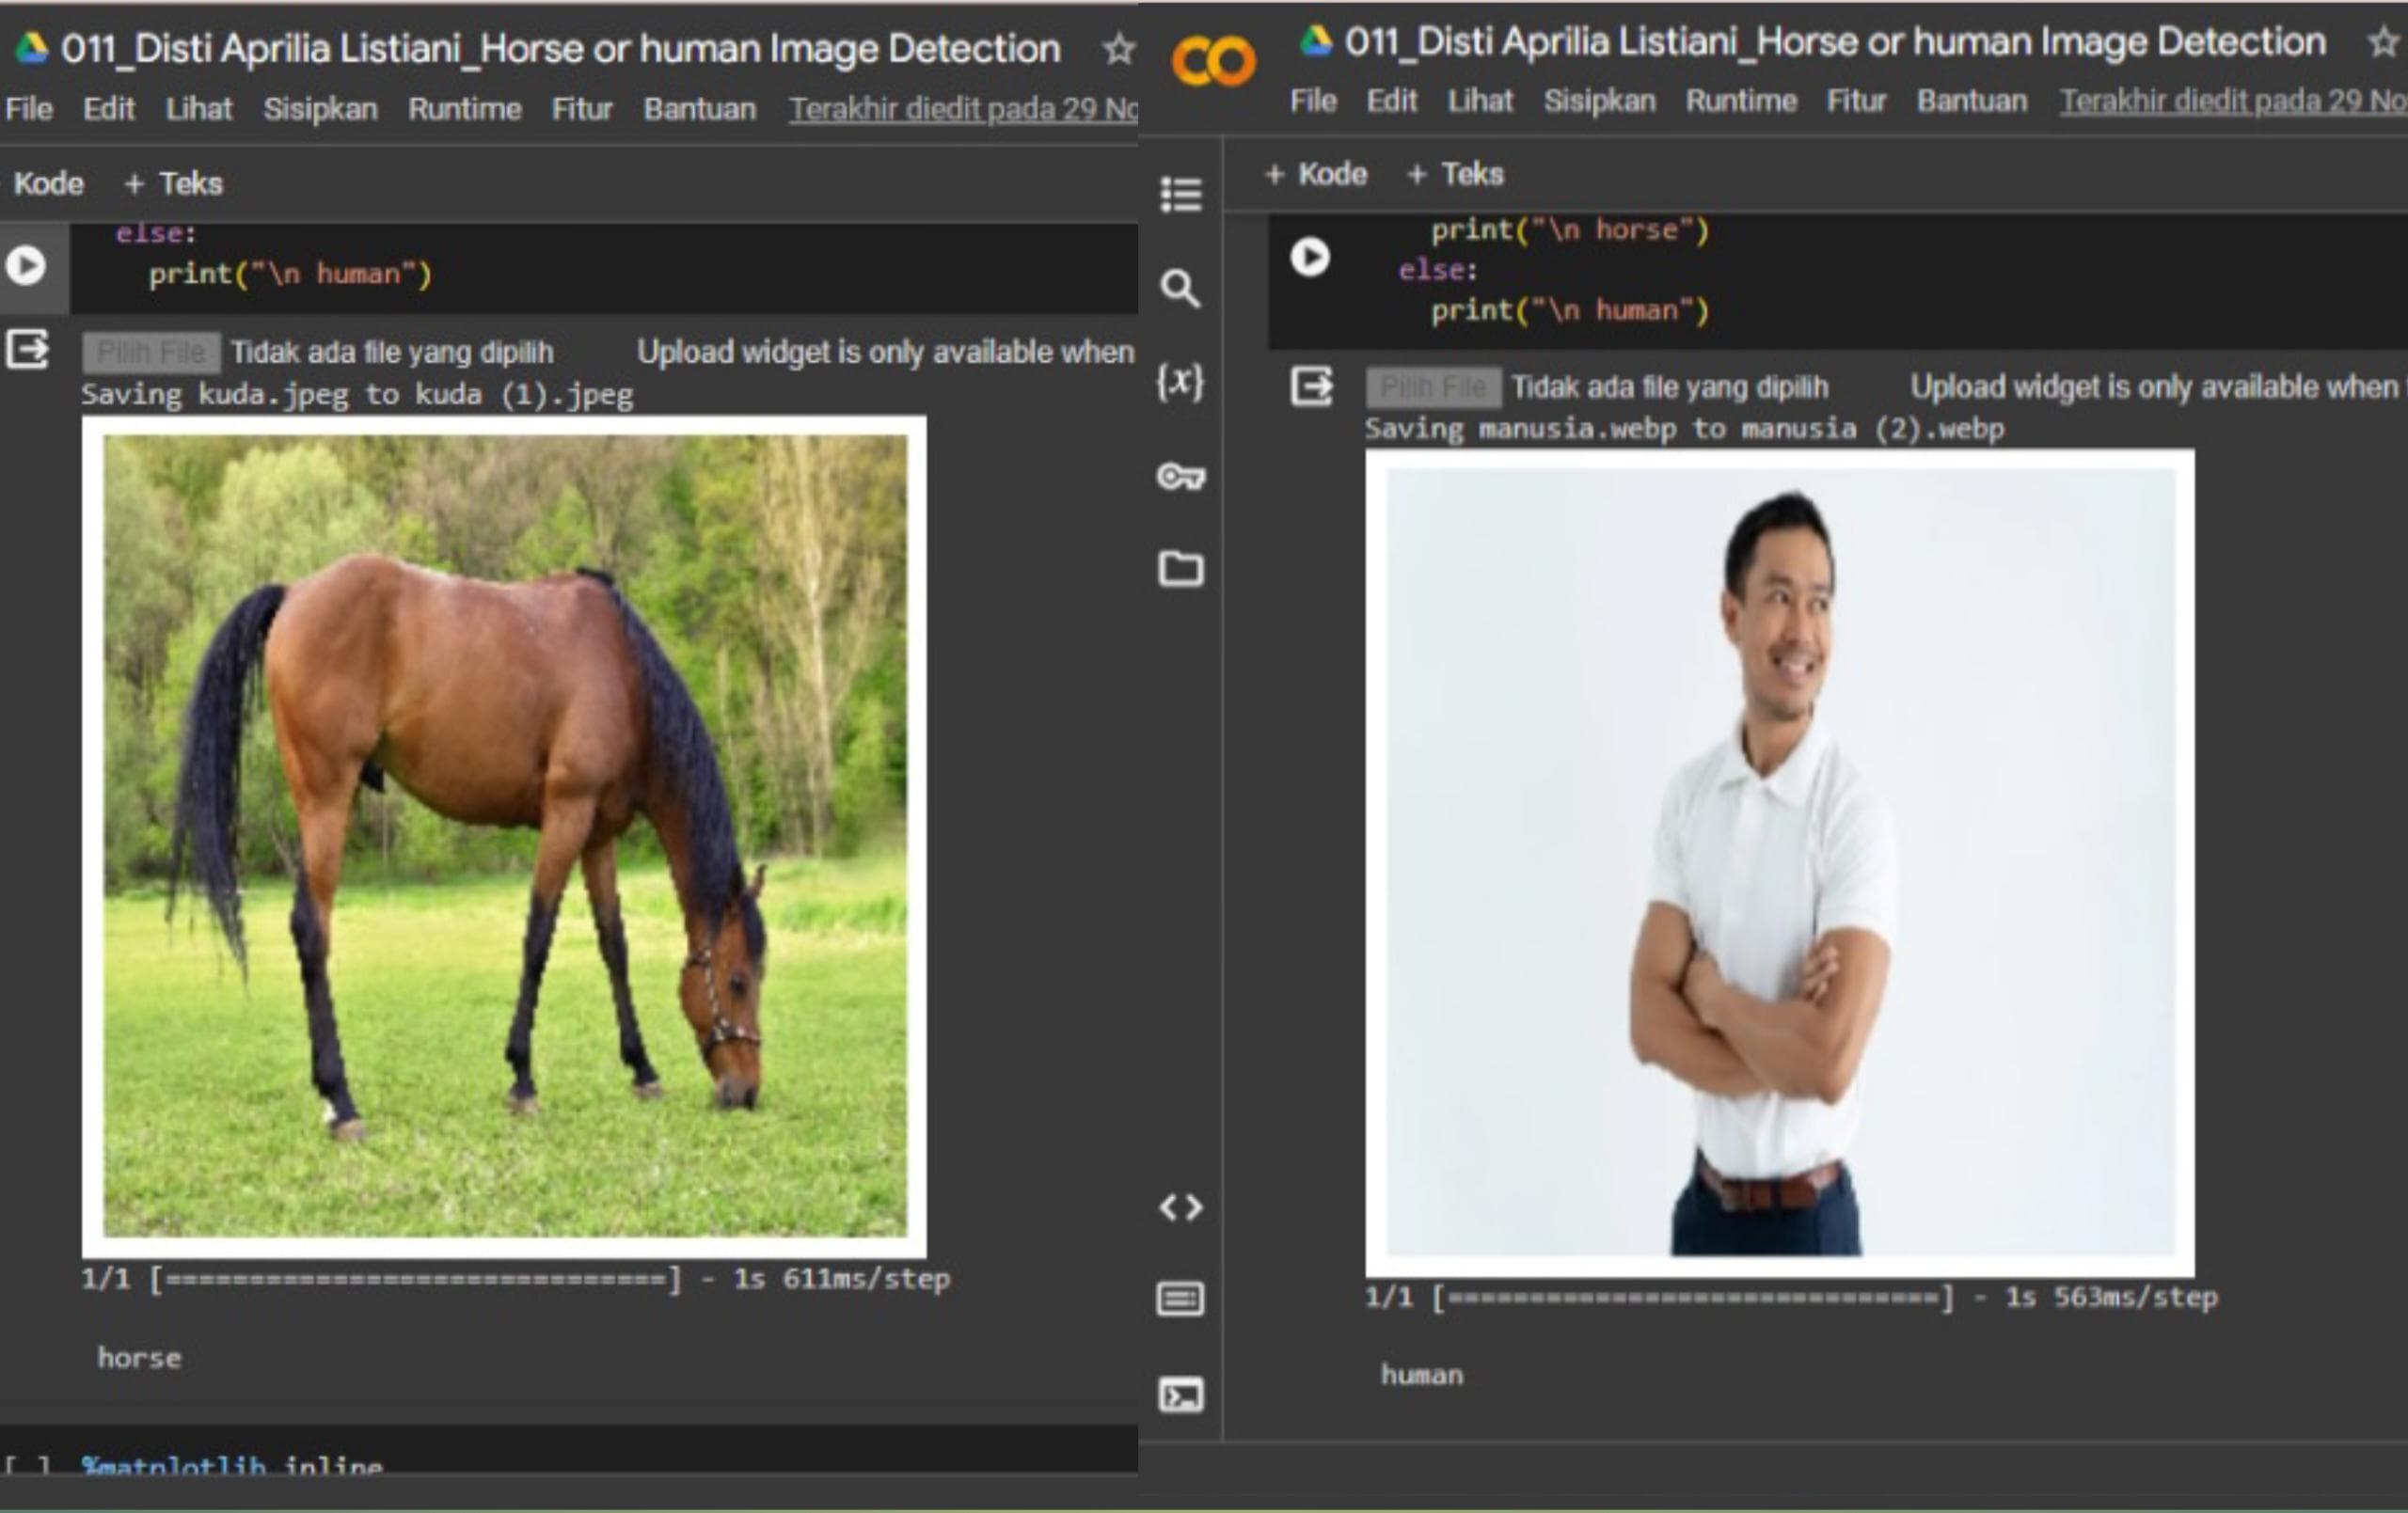 011_Disti Aprilia Listiani_Horse or human Image Detection
File Edit Lihat Sisipkan Runtime Fitur Bantuan Terakhir diedit pada 29 No
Kode + Teks
else:
print("\n human")
Pilih File Tidak ada file yang dipilih Upload widget is only available when
Saving kuda.jpeg to kuda (1).jpeg
1/1 [==============================] - 1s 611ms/step
horse
[ ] %matplotlib inline
CO 011_Disti Aprilia Listiani_Horse or human Image Detection
File Edit Lihat Sisipkan Runtime Fitur Bantuan Terakhir diedit pada 29 No
+ Kode + Teks
print("\n horse")
else:
print("\n human")
{x}
Pilih File Tidak ada file yang dipilih Upload widget is only available when
Saving manusia.webp to manusia (2).webp
1/1 [==============================] - 1s 563ms/step
human